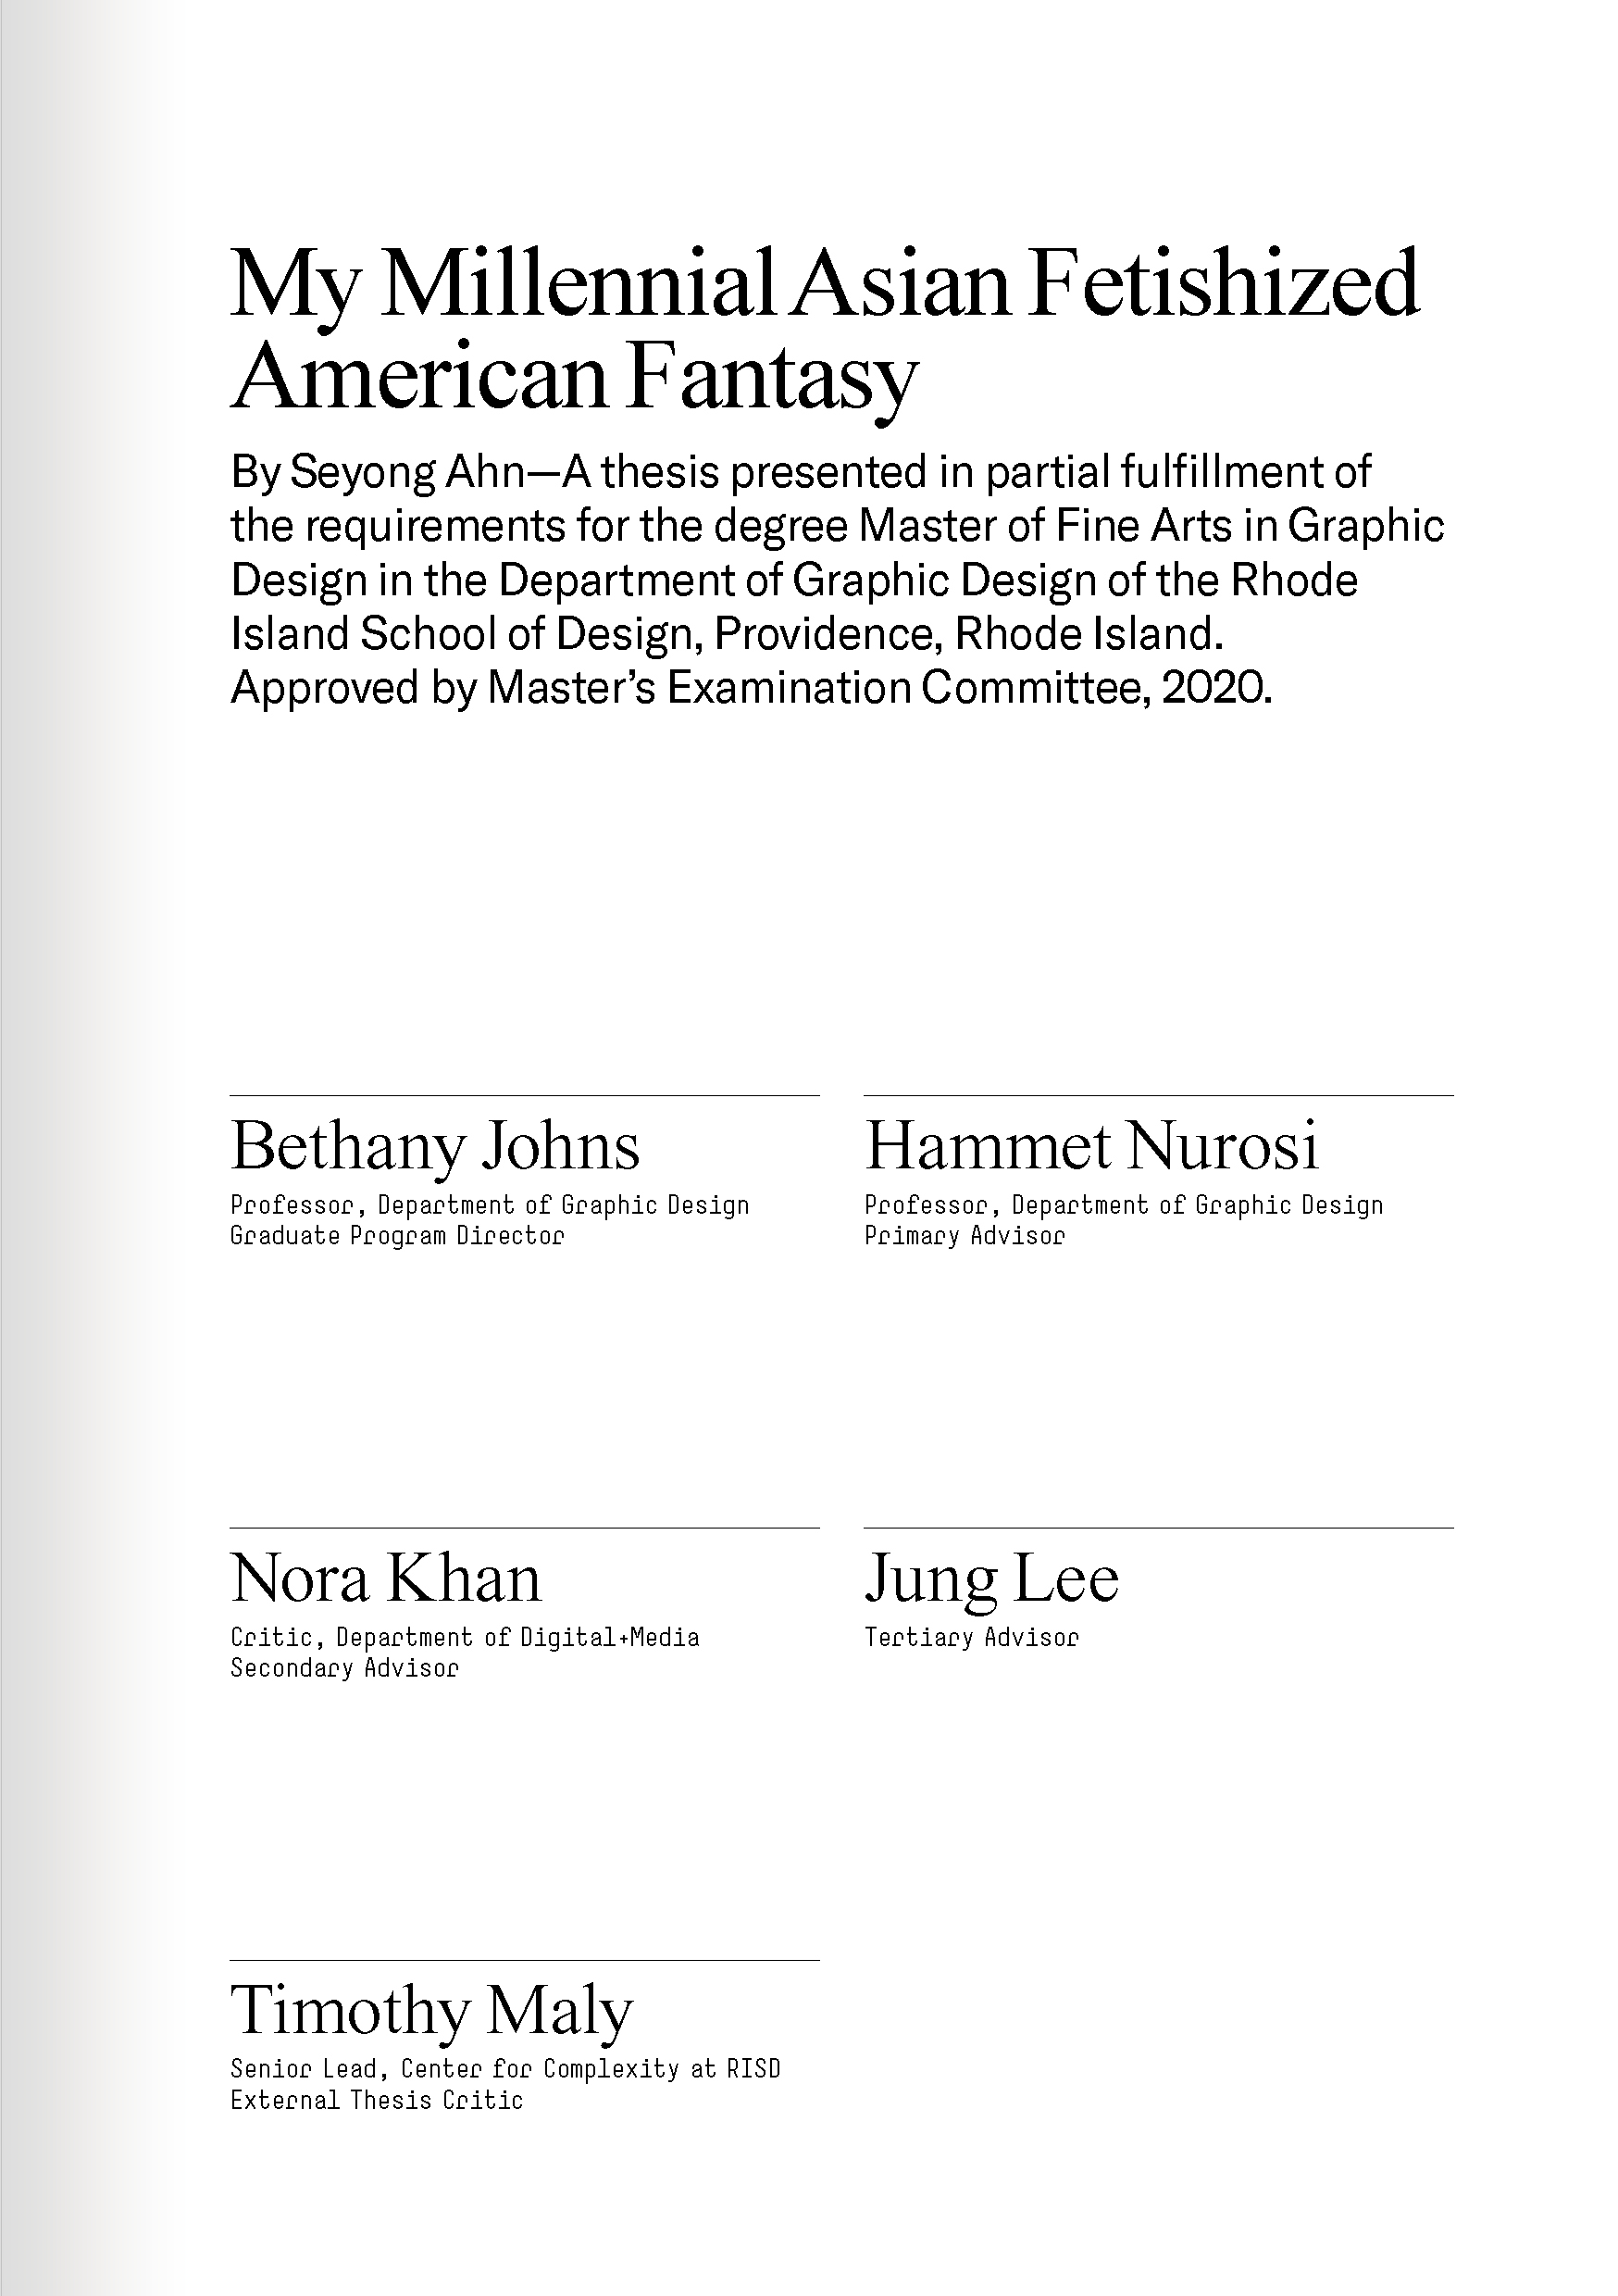 My Millennial Asian Fetishized
American Fantasy
By Seyong Ahn—A thesis presented in partial fulfillment of
the requirements for the degree Master of Fine Arts in Graphic
Design in the Department of Graphic Design of the Rhode
Island School of Design, Providence, Rhode Island.
Approved by Master’s Examination Committee, 2020.
Bethany Johns
Professor, Department of Graphic Design
Graduate Program Director
Hammet Nurosi
Professor, Department of Graphic Design
Primary Advisor
Nora Khan
Critic, Department of Digital+Media
Secondary Advisor
Jung Lee
Tertiary Advisor
Timothy Maly
Senior Lead, Center for Complexity at RISD
External Thesis Critic